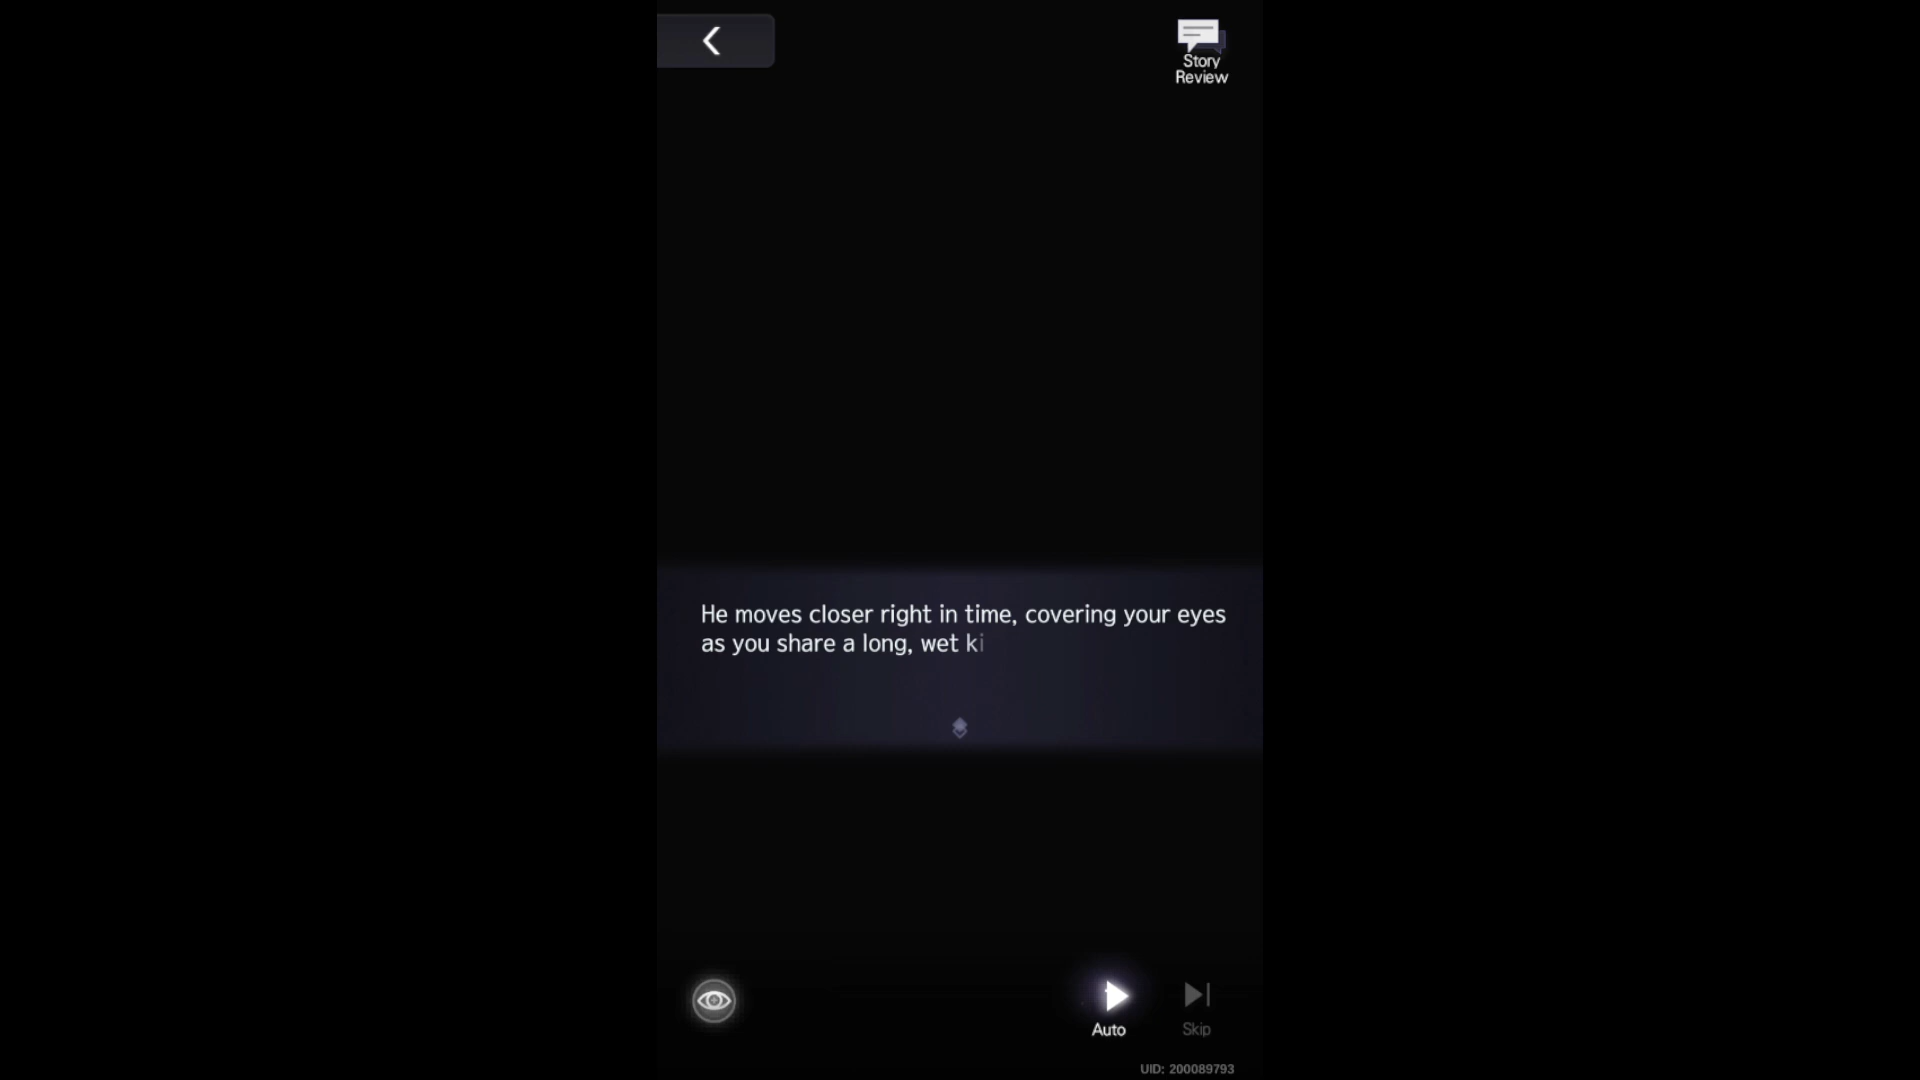 Story
Review
He moves closer right in time, covering your eyes
as you share a long, wet ki
Auto
Skip
UID: 200089793